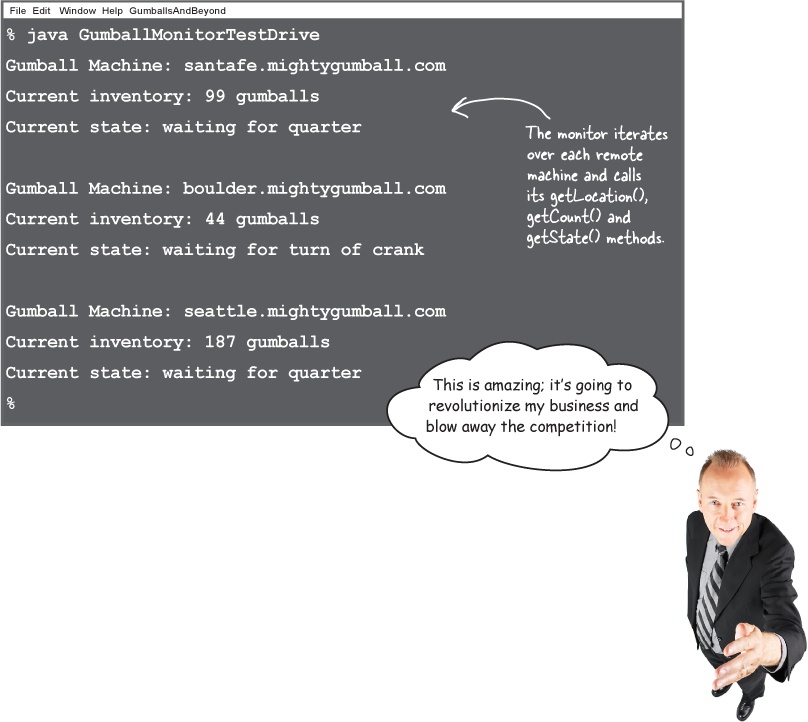 File Edit Window Help GumballsAndBeyond
% java GumballMonitorTestDrive
Gumball Machine: santafe.mightygumball.com
Current inventory: 99 gumballs
Current state: waiting for quarter
The monitor iterates
over each remote
machine and calls
its getLocation(),
getCount() and
getState() methods.
Gumball Machine: boulder.mightygumball.com
Current inventory: 44 gumballs
Current state: waiting for turn of crank
Gumball Machine: seattle.mightygumball.com
Current inventory: 187 gumballs
Current state: waiting for quarter
%
This is amazing; it's going to
revolutionize my business and
blow away the competition!